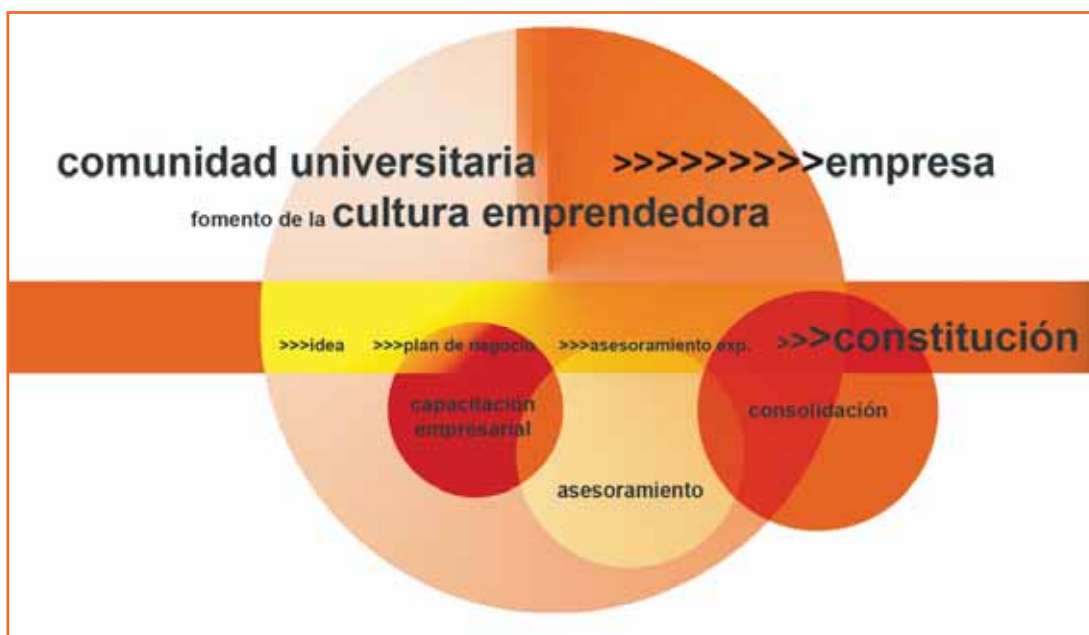 comunidad universitaria >>>>>>>>>empresa
fomento de la cultura emprendedora
>>>idea >>>plan de negocio >>>asesoramiento exp. >>>constitución
capacitación
empresarial
consolidación
asesoramiento